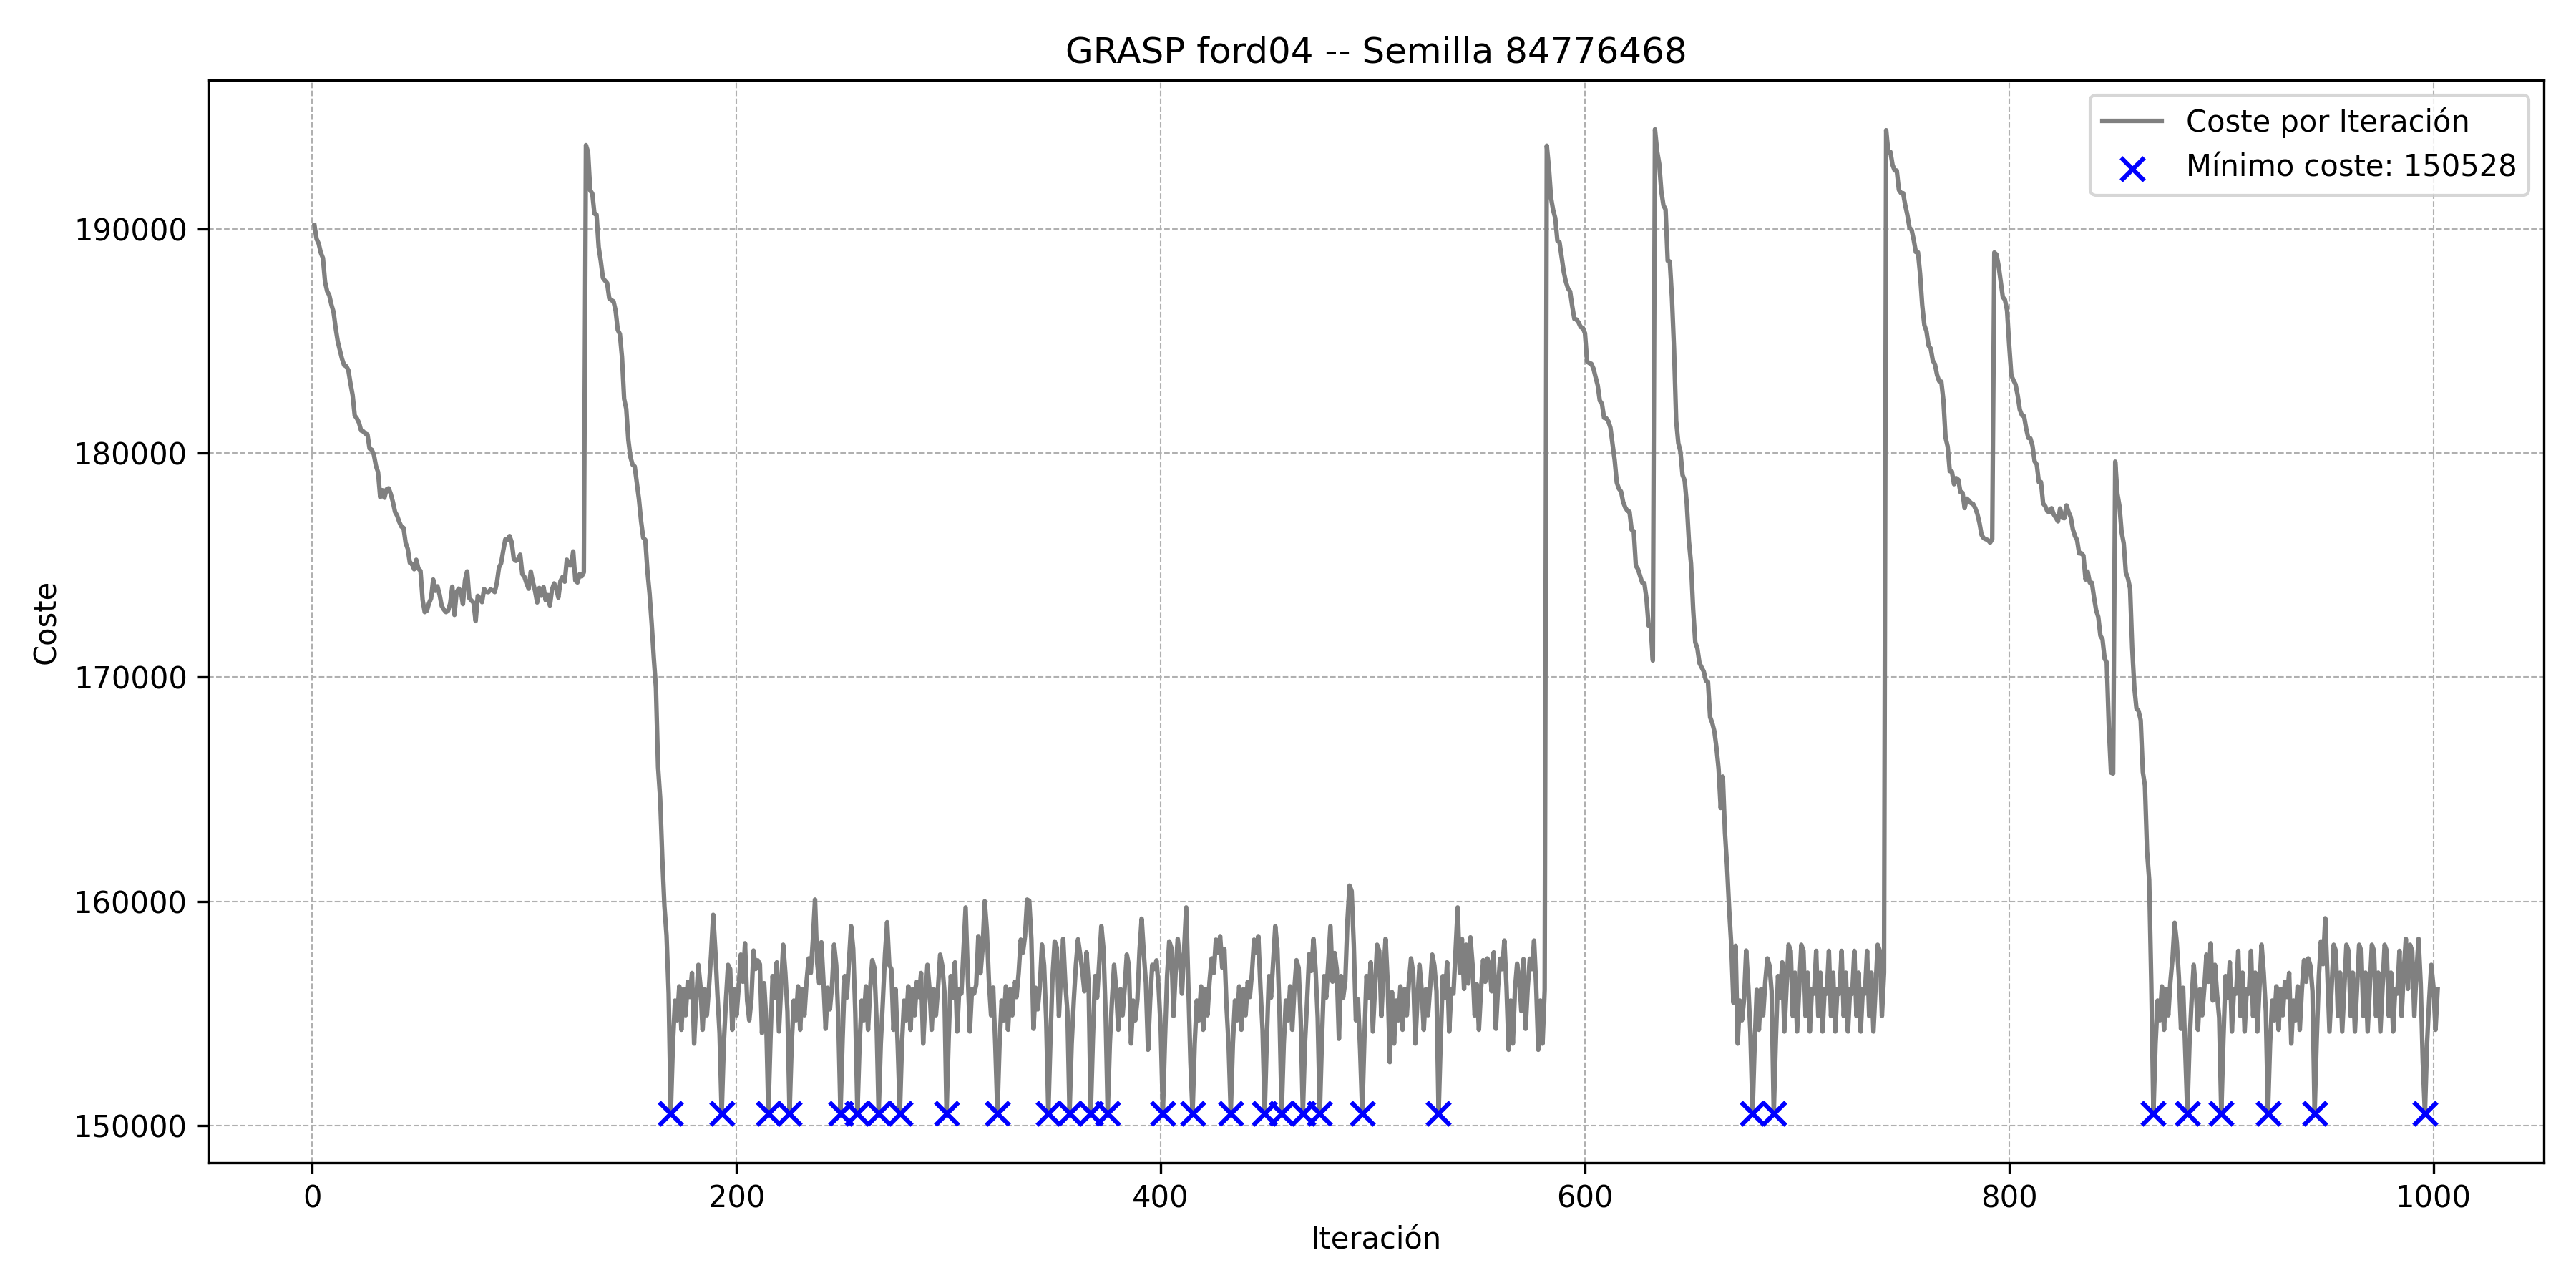 GRASP ford04 -- Semilla 84776468
Coste por Iteración
Mínimo coste: 150528
Coste
190000
180000
170000
160000
150000
0 200 400 600 800 1000
Iteración